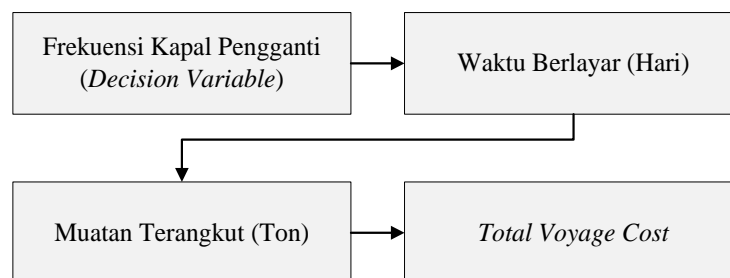 Frekuensi Kapal Pengganti
(Decision Variable)
Waktu Berlayar (Hari)
Muatan Terangkut (Ton)
Total Voyage Cost